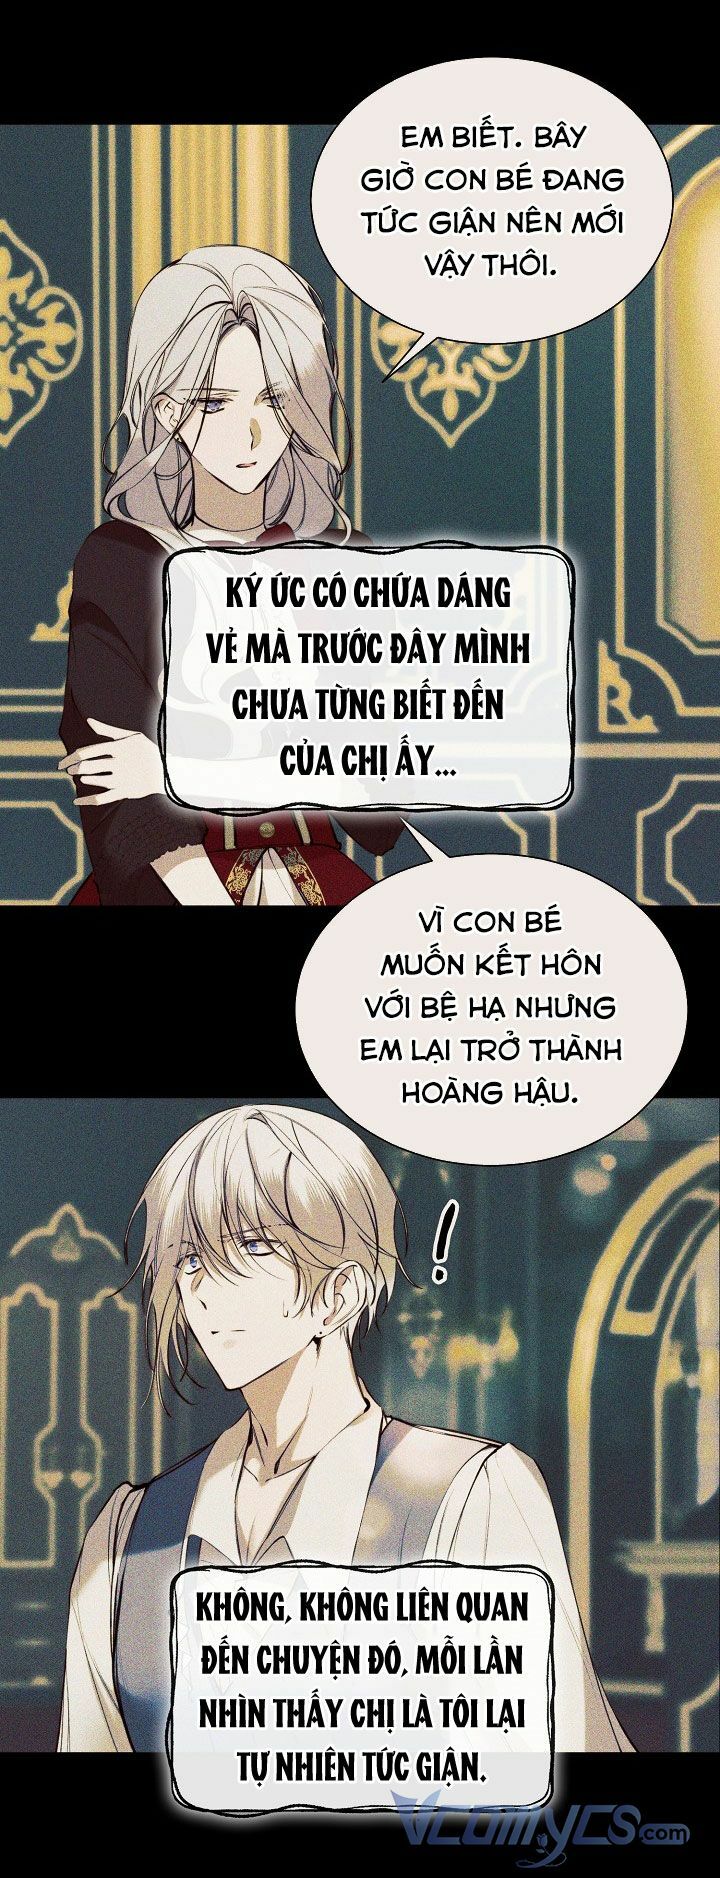 EM BIẾT. BÂY
GIỜ CON BÉ ĐANG
TỨC GIẬN NÊN MỚI
VẬY THÔI.
KÝ ỨC CÓ CHỨA DÁNG
VẺ MÀ TRƯỚC ĐÂY MÌNH
CHƯA TỪNG BIẾT ĐẾN
CỦA CHỊ ẤY...
VÌ CON BÉ
MUỐN KẾT HÔN
VỚI BỆ HẠ NHƯNG
EM LẠI TRỞ THÀNH
HOÀNG HẬU.
!
KHÔNG, KHÔNG LIÊN QUAN
ĐẾN CHUYỆN ĐÓ, MỖI LẦN
NHÌN THẤY CHỊ LÀ TÔI LẠI
TỰ NHIÊN TỨC GIẬN.
VCOMYCS.com